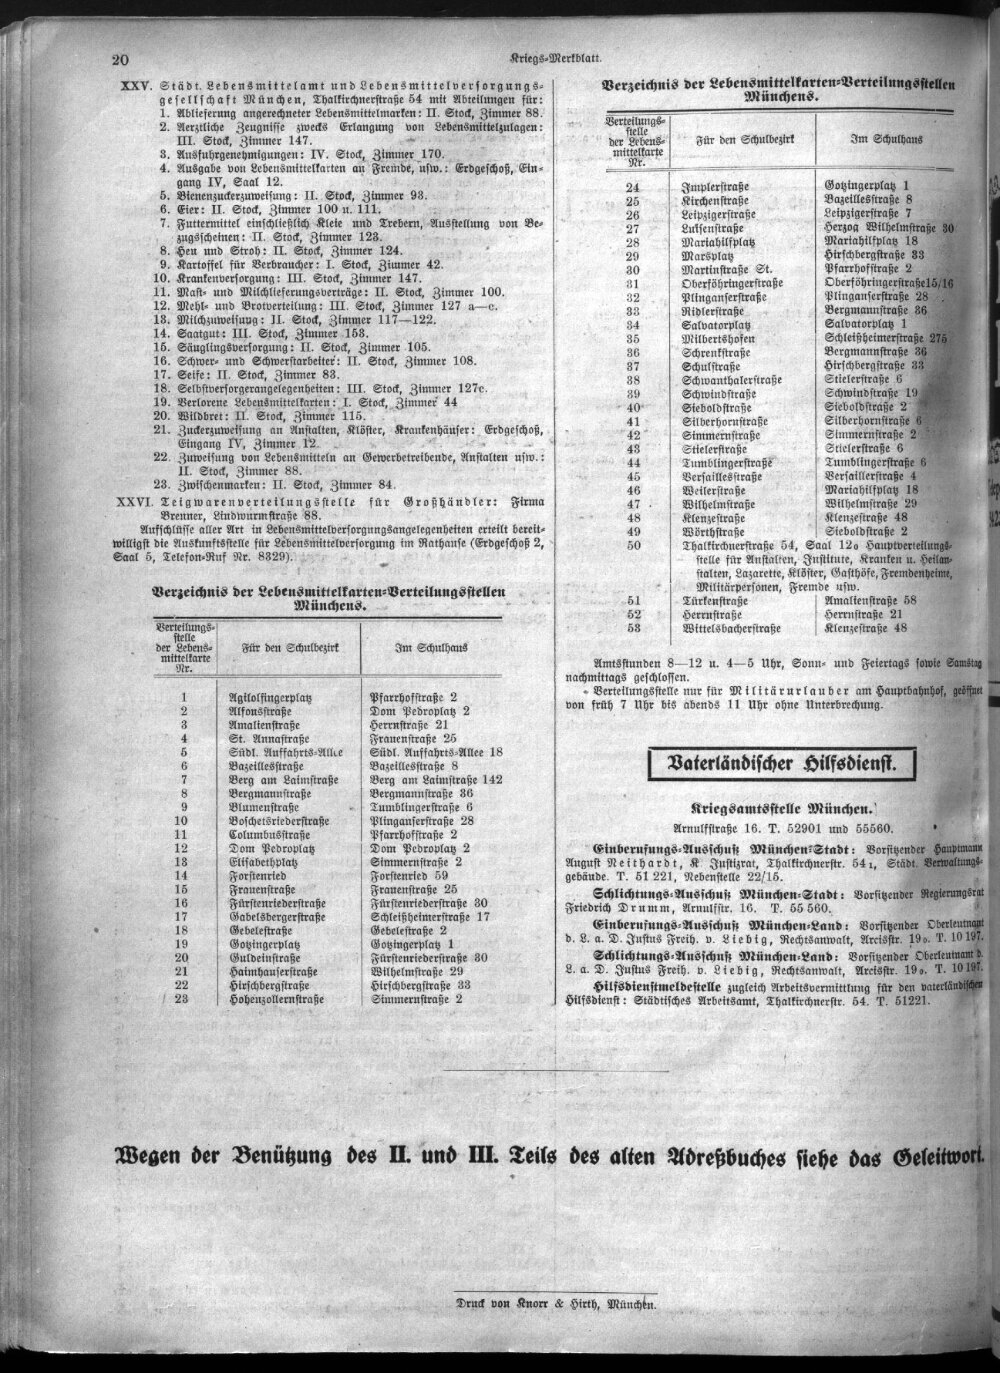 20
Kriegs-Merkblatt.
XXV. Städt. Lebensmittelamt und Lebensmittelversorgungs-
gesellschaft München, Thalkirchnerstraße 54 mit Abteilungen für:
1. Ablieferung angerechneter Lebensmittelmarken: II. Stock, Zimmer 88.
2. Aerztliche Zeugnisse zwecks Erlangung von Lebensmittelzulagen:
III. Stock, Zimmer 147.
3. Ausfuhrgenehmigungen: IV. Stock, Zimmer 170.
4. Ausgabe von Lebensmittelkarten an Fremde, usw.: Erdgeschoß, Ein-
gang IV, Saal 12.
5. Bienenzuckerzuweisung: II. Stock, Zimmer 93.
6. Eier: II. Stock, Zimmer 100 u. 111.
7. Futtermittel einschließlich Kleie und Trebern, Ausstellung von Be-
zugsscheinen: II. Stock, Zimmer 123.
8. Heu und Stroh: II. Stock, Zimmer 124.
9. Kartoffel für Verbraucher: I. Stock, Zimmer 42.
10. Krankenversorgung: III. Stock, Zimmer 147.
11. Mast- und Milchlieferungsverträge: II. Stock, Zimmer 100.
12. Mehl- und Brotverteilung: III. Stock, Zimmer 127 a—c.
13. Milchzuweisung: II. Stock, Zimmer 117—122.
14. Saatgut: III. Stock, Zimmer 153.
15. Säuglingsversorgung: II. Stock, Zimmer 105.
16. Schwer- und Schwerstarbeiter: II. Stock, Zimmer 108.
17. Seife: II. Stock, Zimmer 83.
18. Selbstversorgerangelegenheiten: III. Stock, Zimmer 127c.
19. Verlorene Lebensmittelkarten: I. Stock, Zimmer 44
20. Wildbret: II. Stock, Zimmer 115.
21. Zuckerzuweisung an Anstalten, Klöster, Krankenhäuser: Erdgeschoß,
Eingang IV, Zimmer 12.
22. Zuweisung von Lebensmitteln an Gewerbetreibende, Anstalten usw.:
II. Stock, Zimmer 88.
23. Zwischenmarken: II. Stock, Zimmer 84.
XXVI. Teigwarenverteilungsstelle für Großhändler: Firma
Brenner, Lindwurmstraße 88.
Aufschlüsse aller Art in Lebensmittelversorgungsangelegenheiten erteilt bereit-
willigst die Auskunftsstelle für Lebensmittelversorgung im Rathause (Erdgeschoß 2,
Saal 5, Telefon-Ruf Nr. 8329).
Verzeichnis der Lebensmittelkarten-Verteilungsstellen
Münchens.
Verteilungs-
stelle
der Lebens-
mittelkarte
Nr.
Für den Schulbezirk
Im Schulhaus
1 Agilolfingerplatz Pfarrhofstraße 2
2 Alfonsstraße Dom Pedroplatz 2
3 Amalienstraße Herrnstraße 21
4 St. Annastraße Frauenstraße 25
5 Südl. Auffahrts-Allee Südl. Auffahrts-Allee 18
6 Bazeillesstraße Bazeillesstraße 8
7 Berg am Laimstraße Berg am Laimstraße 142
8 Bergmannstraße Bergmannstraße 36
9 Blumenstraße Tumblingerstraße 6
10 Boschetsriederstraße Plinganserstraße 28
11 Columbusstraße Pfarrhofstraße 2
12 Dom Pedroplatz Dom Pedroplatz 2
13 Elisabethplatz Simmernstraße 2
14 Forstenried Forstenried 59
15 Frauenstraße Frauenstraße 25
16 Fürstenriederstraße Fürstenriederstraße 30
17 Gabelsbergerstraße Schleißheimerstraße 17
18 Gebelestraße Gebelestraße 2
19 Gotzingerplatz Gotzingerplatz 1
20 Guldeinstraße Fürstenriederstraße 30
21 Haimhauserstraße Wilhelmstraße 29
22 Hirschbergstraße Hirschbergstraße 33
23 Hohenzollernstraße Simmernstraße 2
Verzeichnis der Lebensmittelkarten-Verteilungsstellen
Münchens.
Verteilungs-
stelle
der Lebens-
mittelkarte
Nr.
Für den Schulbezirk
Im Schulhaus
24 Implerstraße Gotzingerplatz 1
25 Kirchenstraße Bazeillesstraße 8
26 Leipzigerstraße Leipzigerstraße 7
27 Luisenstraße Herzog Wilhelmstraße 30
28 Mariahilfplatz Mariahilfplatz 18
29 Marsplatz Hirschbergstraße 33
30 Martinstraße St. Pfarrhofstraße 2
31 Oberföhringerstraße Oberföhringerstraße15/16
32 Plinganserstraße Plinganserstraße 28
33 Ridlerstraße Bergmannstraße 36
34 Salvatorplatz Salvatorplatz 1
35 Milbertshofen Schleißheimerstraße 275
36 Schrenkstraße Bergmannstraße 36
37 Schulstraße Hirschbergstraße 33
38 Schwanthalerstraße Stielerstraße 6
39 Schwindstraße Schwindstraße 19
40 Sieboldstraße Sieboldstraße 2
41 Silberhornstraße Silberhornstraße 6
42 Simmernstraße Simmernstraße 2
43 Stielerstraße Stielerstraße 6
44 Tumblingerstraße Tumblingerstraße 6
45 Versaillesstraße Versaillerstraße 4
46 Weilerstraße Mariahilfplatz 18
47 Wilhelmstraße Wilhelmstraße 29
48 Klenzestraße Klenzestraße 48
49 Wörthstraße Sieboldstraße 2
50 Thalkirchnerstraße 54, Saal 12o Hauptverteilungs-
stelle für Anstalten, Institute, Kranken u. Heilan-
stalten, Lazarette, Klöster, Gasthöfe, Fremdenheime,
Militärpersonen, Fremde usw.
51 Türkenstraße Amalienstraße 58
52 Herrnstraße Herrnstraße 21
53 Wittelsbacherstraße Klenzestraße 48
Amtsstunden 8—12 u. 4—5 Uhr, Sonn- und Feiertags sowie Samstag
nachmittags geschlossen.
Verteilungsstelle nur für Militärurlauber am Hauptbahnhof, geöffnet
von früh 7 Uhr bis abends 11 Uhr ohne Unterbrechung.
Vaterländischer Hilfsdienst.
Kriegsamtsstelle München.
Arnulfstraße 16. T. 52901 und 55560.
Einberufungs-Ausschuß München-Stadt: Vorsitzender Hauptmann
August Neithardt, K Justizrat, Thalkirchnerstr. 54 1, Städt. Verwaltungs-
gebäude. T. 51 221, Nebenstelle 22/15.
Schlichtungs-Ausschuß München-Stadt: Vorsitzender Regierungsrat
Friedrich Drumm, Arnulfstr. 16. T. 55 560.
Einberufungs-Ausschuß München-Land: Vorsitzender Oberleutnant
d. L. a. D. Justus Freih. v. Liebig, Rechtsanwalt, Arcisstr. 19 o. T. 10 197.
Schlichtungs-Ausschuß München-Land: Vorsitzender Oberleutnant d.
L. a. D. Justus Freih. v. Liebig, Rechtsanwalt, Arcisstr. 19 o. T. 10 197.
Hilfsdienstmeldestelle zugleich Arbeitsvermittlung für den vaterländischen
Hilfsdienst: Städtisches Arbeitsamt, Thalkirchnerstr. 54. T. 51221.
Wegen der Benützung des II. und III. Teils des alten Adreßbuches siehe das Geleitwort.
Druck von Knorr & Hirth, München.